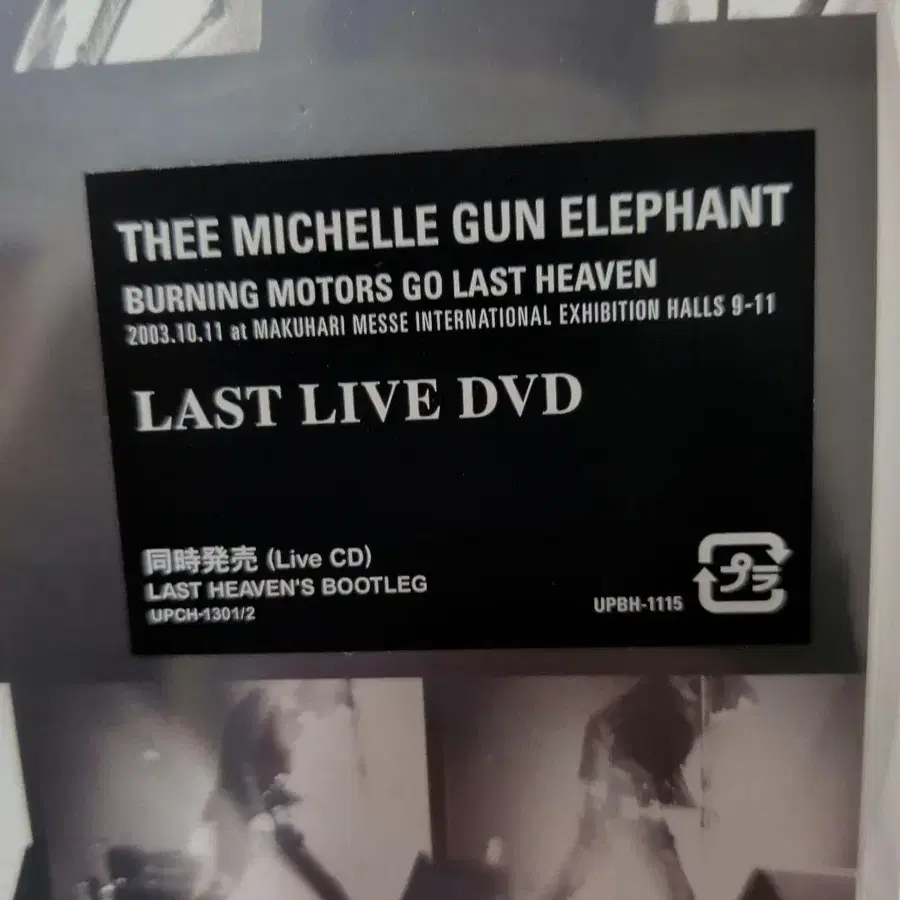 THEE MICHELLE GUN ELEPHANT
BURNING MOTORS GO LAST HEAVEN
2003.10.11 at MAKUHARI MESSE INTERNATIONAL EXHIBITION HALLS 9-11
LAST LIVE DVD
同時発売 (Live CD)
LAST HEAVEN'S BOOTLEG
UPCH-1301/2
UPBH-1115
プラ